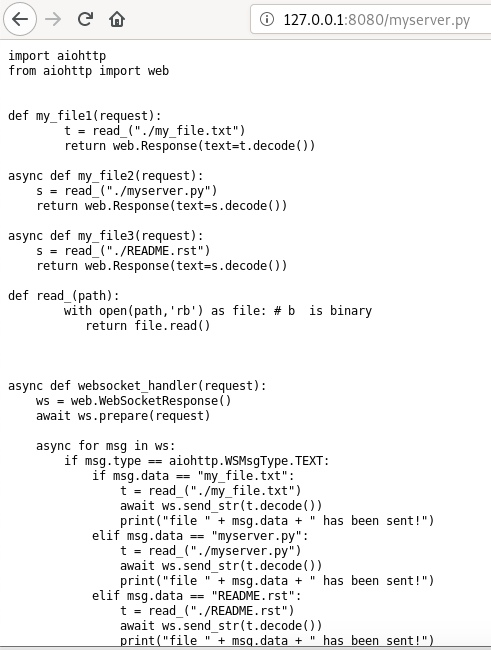 127.0.0.1:8080/myserver.py
import aiohttp
from aiohttp import web
def my_file1(request):
        t = read_("./my_file.txt")
        return web.Response(text=t.decode())
async def my_file2(request):
    s = read_("./myserver.py")
    return web.Response(text=s.decode())
async def my_file3(request):
    s = read_("./README.rst")
    return web.Response(text=s.decode())
def read_(path):
        with open(path,'rb') as file: # b  is binary
           return file.read()
async def websocket_handler(request):
    ws = web.WebSocketResponse()
    await ws.prepare(request)
    async for msg in ws:
        if msg.type == aiohttp.WSMsgType.TEXT:
            if msg.data == "my_file.txt":
                t = read_("./my_file.txt")
                await ws.send_str(t.decode())
                print("file " + msg.data + " has been sent!")
            elif msg.data == "myserver.py":
                t = read_("./myserver.py")
                await ws.send_str(t.decode())
                print("file " + msg.data + " has been sent!")
            elif msg.data == "README.rst":
                t = read_("./README.rst")
                await ws.send_str(t.decode())
                print("file " + msg.data + " has been sent!")